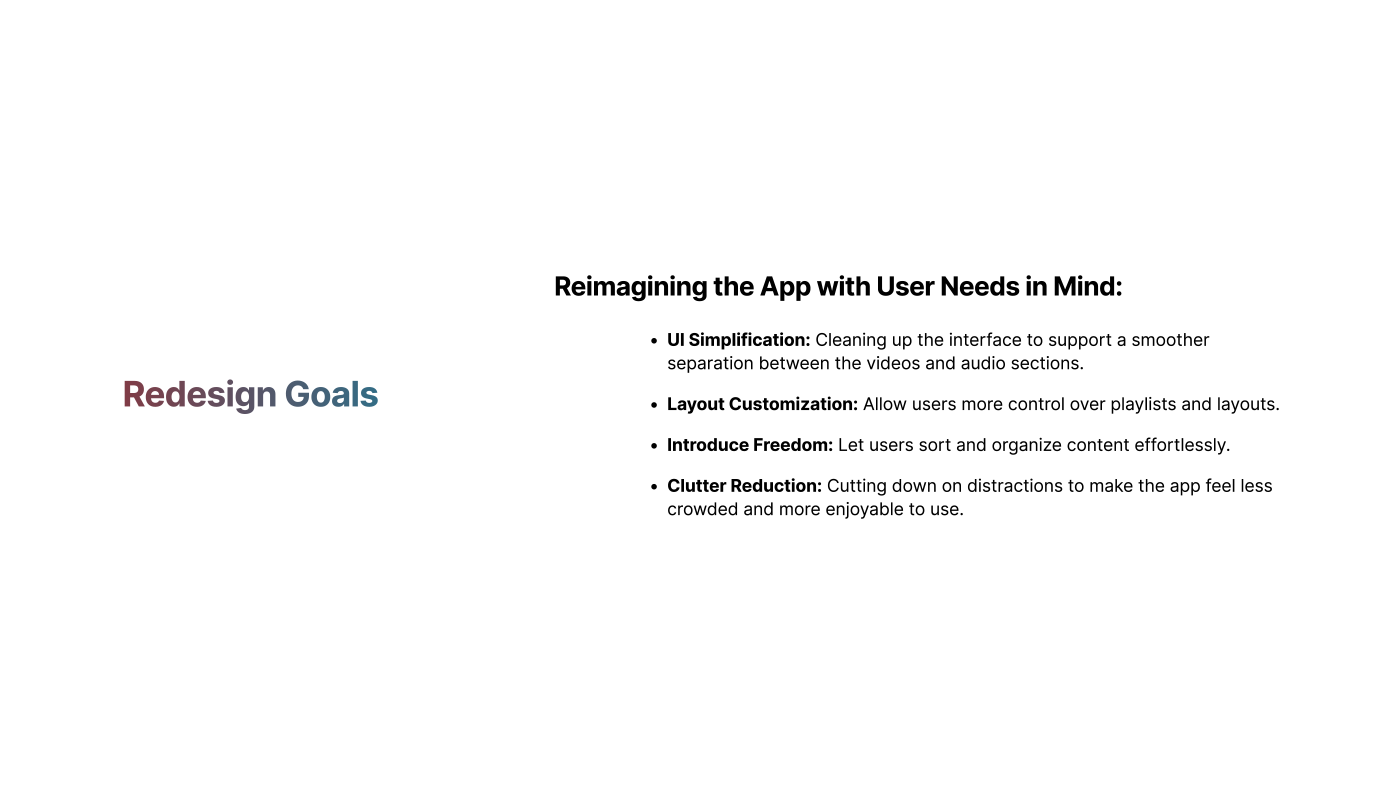 Redesign Goals
Reimagining the App with User Needs in Mind:
• UI Simplification: Cleaning up the interface to support a smoother
separation between the videos and audio sections.
• Layout Customization: Allow users more control over playlists and layouts.
• Introduce Freedom: Let users sort and organize content effortlessly.
• Clutter Reduction: Cutting down on distractions to make the app feel less
crowded and more enjoyable to use.